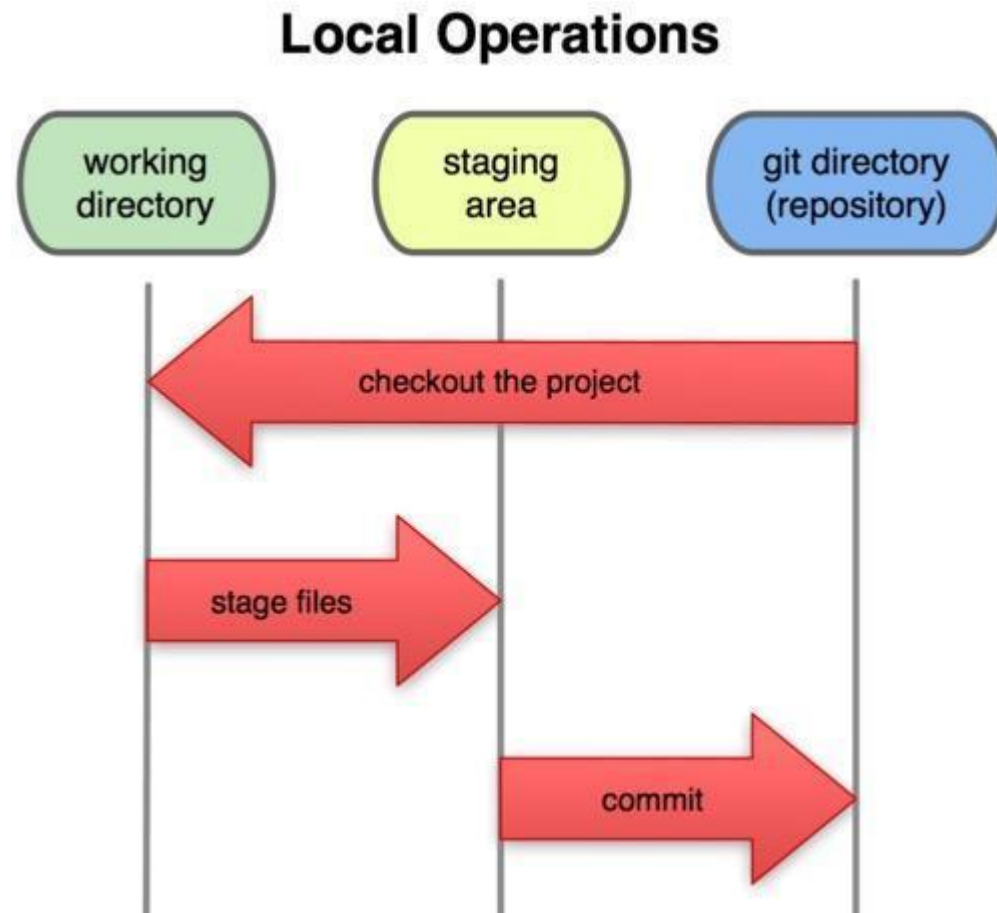 Local Operations
working
directory
staging
area
git directory
(repository)
checkout the project
stage files
commit